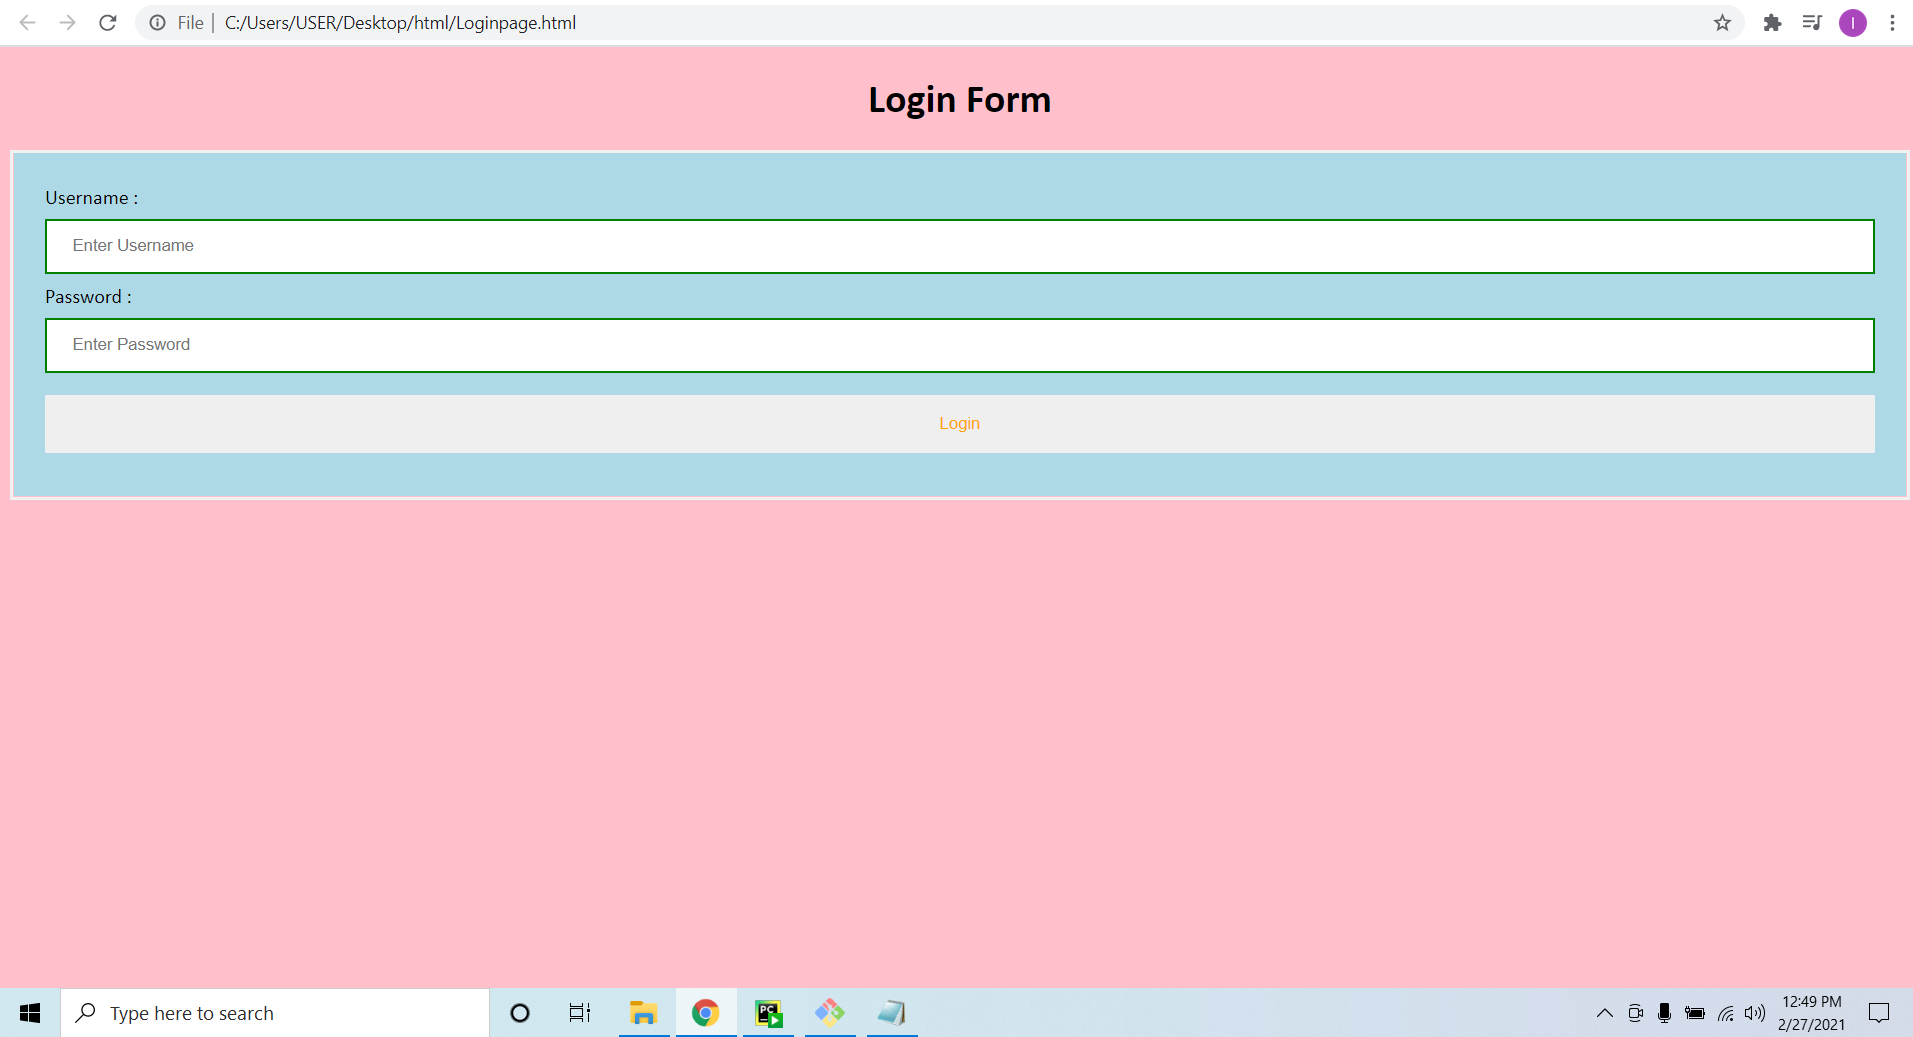 File | C:/Users/USER/Desktop/html/Loginpage.html
I
Login Form
Username :
Enter Username
Password :
Enter Password
Login
Type here to search
PC
12:49 PM
2/27/2021